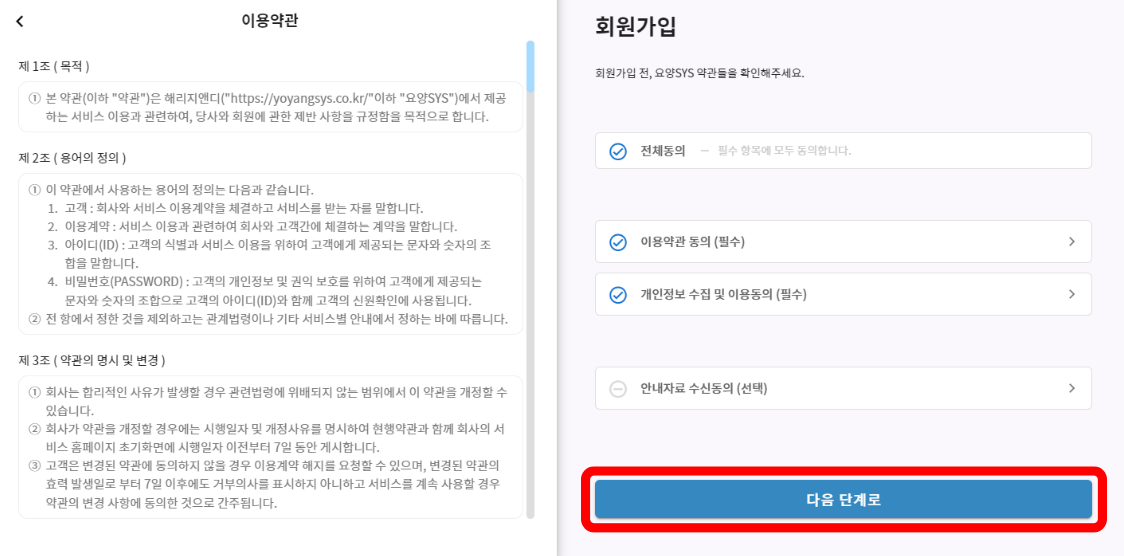 이용약관
제 1조 ( 목적 )
① 본 약관(이하 "약관")은 해리지앤디("https://yoyangsys.co.kr/"이하 "요양SYS")에서 제공
하는 서비스 이용과 관련하여, 당사와 회원에 관한 제반 사항을 규정함을 목적으로 합니다.
제 2조 ( 용어의 정의 )
① 이 약관에서 사용하는 용어의 정의는 다음과 같습니다.
1. 고객 : 회사와 서비스 이용계약을 체결하고 서비스를 받는 자를 말합니다.
2. 이용계약 : 서비스 이용과 관련하여 회사와 고객간에 체결하는 계약을 말합니다.
3. 아이디(ID) : 고객의 식별과 서비스 이용을 위하여 고객에게 제공되는 문자와 숫자의 조
합을 말합니다.
4. 비밀번호(PASSWORD) : 고객의 개인정보 및 권익 보호를 위하여 고객에게 제공되는
문자와 숫자의 조합으로 고객의 아이디(ID)와 함께 고객의 신원확인에 사용됩니다.
② 전 항에서 정한 것을 제외하고는 관계법령이나 기타 서비스별 안내에서 정하는 바에 따릅니다.
제 3조 ( 약관의 명시 및 변경 )
① 회사는 합리적인 사유가 발생할 경우 관련법령에 위배되지 않는 범위에서 이 약관을 개정할 수
있습니다.
② 회사가 약관을 개정할 경우에는 시행일자 및 개정사유를 명시하여 현행약관과 함께 회사의 서
비스 홈페이지 초기화면에 시행일자 이전부터 7일 동안 게시합니다.
③ 고객은 변경된 약관에 동의하지 않을 경우 이용계약 해지를 요청할 수 있으며, 변경된 약관의
효력 발생일로 부터 7일 이후에도 거부의사를 표시하지 아니하고 서비스를 계속 사용할 경우
약관의 변경 사항에 동의한 것으로 간주됩니다.
회원가입
회원가입 전, 요양SYS 약관들을 확인해주세요.
전체동의 － 필수 항목에 모두 동의합니다.
이용약관 동의 (필수)
개인정보 수집 및 이용동의 (필수)
안내자료 수신동의 (선택)
다음 단계로